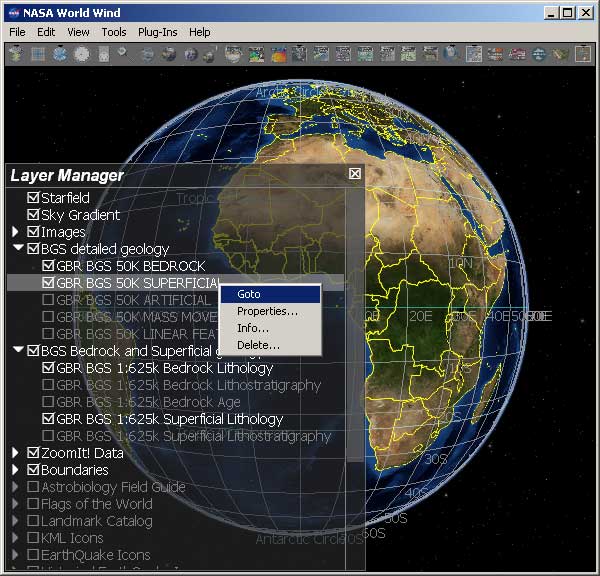 NASA World Wind
File Edit View Tools Plug-Ins Help
Arctic Circle
Layer Manager
Starfield
Tropic
Sky Gradient
Images
BGS detailed geology
GBR BGS 50K BEDROCK
10N
GBR BGS 50K SUPERFICIAL
Goto
GBR BGS 50K ARTIFICIAL
Properties...
20E 30E 40E 50E 60E
GBR BGS 50K MASS MOVE
Info...
GBR BGS 50K LINEAR FEAT
Delete...
BGS Bedrock and Superficial geology
GBR BGS 1:625k Bedrock Lithology
GBR BGS 1:625k Bedrock Lithostratigraphy
GBR BGS 1:625k Bedrock Age
GBR BGS 1:625k Superficial Lithology
GBR BGS 1:625k Superficial Lithostratigraphy
ZoomIt! Data
30S
Boundaries
Astrobiology Field Guide
40S
Flags of the World
Landmark Catalog
50S
60S
KML Icons
Antarctic Circle
EarthQuake Icons